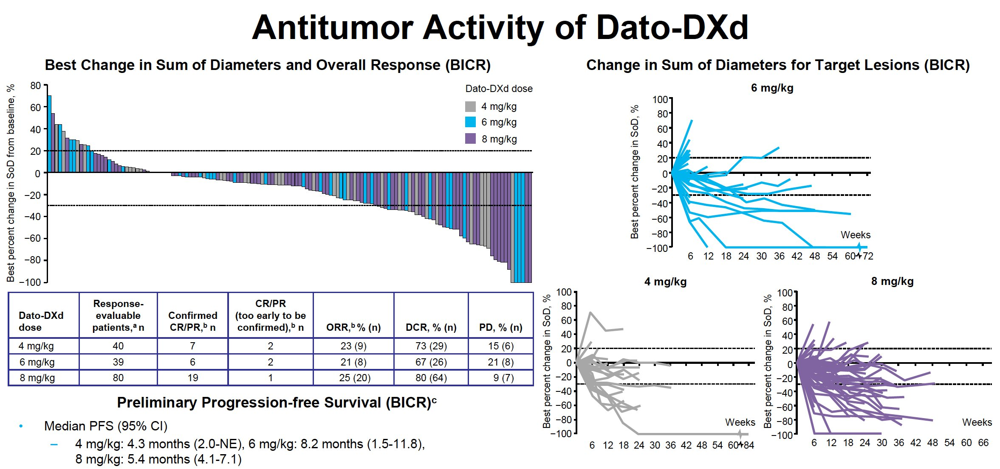 Antitumor Activity of Dato-DXd
Best Change in Sum of Diameters and Overall Response (BICR)
Best percent change in SoD from baseline, %
80
60
40
20
0
−20
−40
−60
−80
−100
Dato-DXd dose
4 mg/kg
6 mg/kg
8 mg/kg
Dato-DXd dose | Response-evaluable patients,ᵃ n | Confirmed CR/PR,ᵇ n | CR/PR (too early to be confirmed),ᵇ n | ORR,ᵇ % (n) | DCR, % (n) | PD, % (n)
4 mg/kg | 40 | 7 | 2 | 23 (9) | 73 (29) | 15 (6)
6 mg/kg | 39 | 6 | 2 | 21 (8) | 67 (26) | 21 (8)
8 mg/kg | 80 | 19 | 1 | 25 (20) | 80 (64) | 9 (7)
Preliminary Progression-free Survival (BICR)ᶜ
• Median PFS (95% CI)
– 4 mg/kg: 4.3 months (2.0-NE), 6 mg/kg: 8.2 months (1.5-11.8),
8 mg/kg: 5.4 months (4.1-7.1)
Change in Sum of Diameters for Target Lesions (BICR)
6 mg/kg
Best percent change in SoD, %
100
80
60
40
20
0
−20
−40
−60
−80
−100
Weeks
6 12 18 24 30 36 42 48 54 60 72
4 mg/kg
Best percent change in SoD, %
100
80
60
40
20
0
−20
−40
−60
−80
−100
Weeks
6 12 18 24 30 36 42 48 54 60 84
8 mg/kg
Best percent change in SoD, %
100
80
60
40
20
0
−20
−40
−60
−80
−100
Weeks
6 12 18 24 30 36 42 48 54 60 66